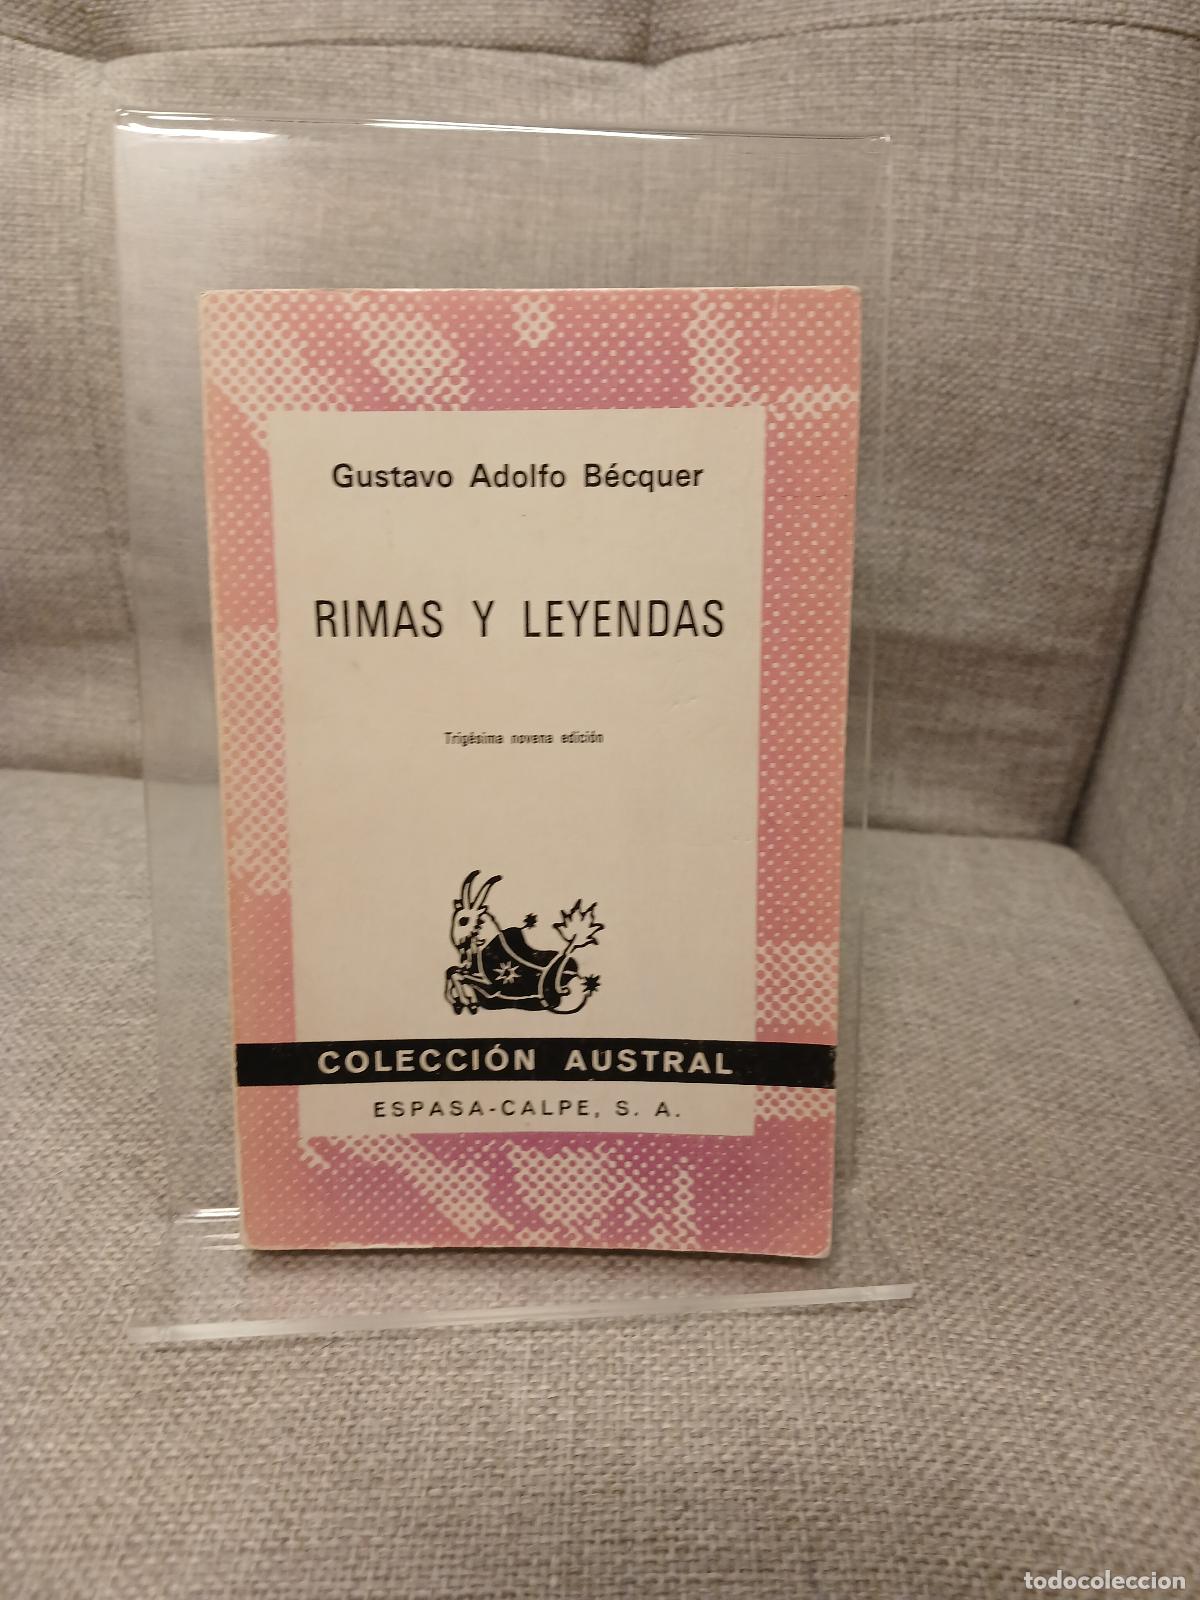 Gustavo Adolfo Bécquer
RIMAS Y LEYENDAS
Trigésima novena edición
COLECCIÓN AUSTRAL
ESPASA-CALPE, S. A.
todocoleccion